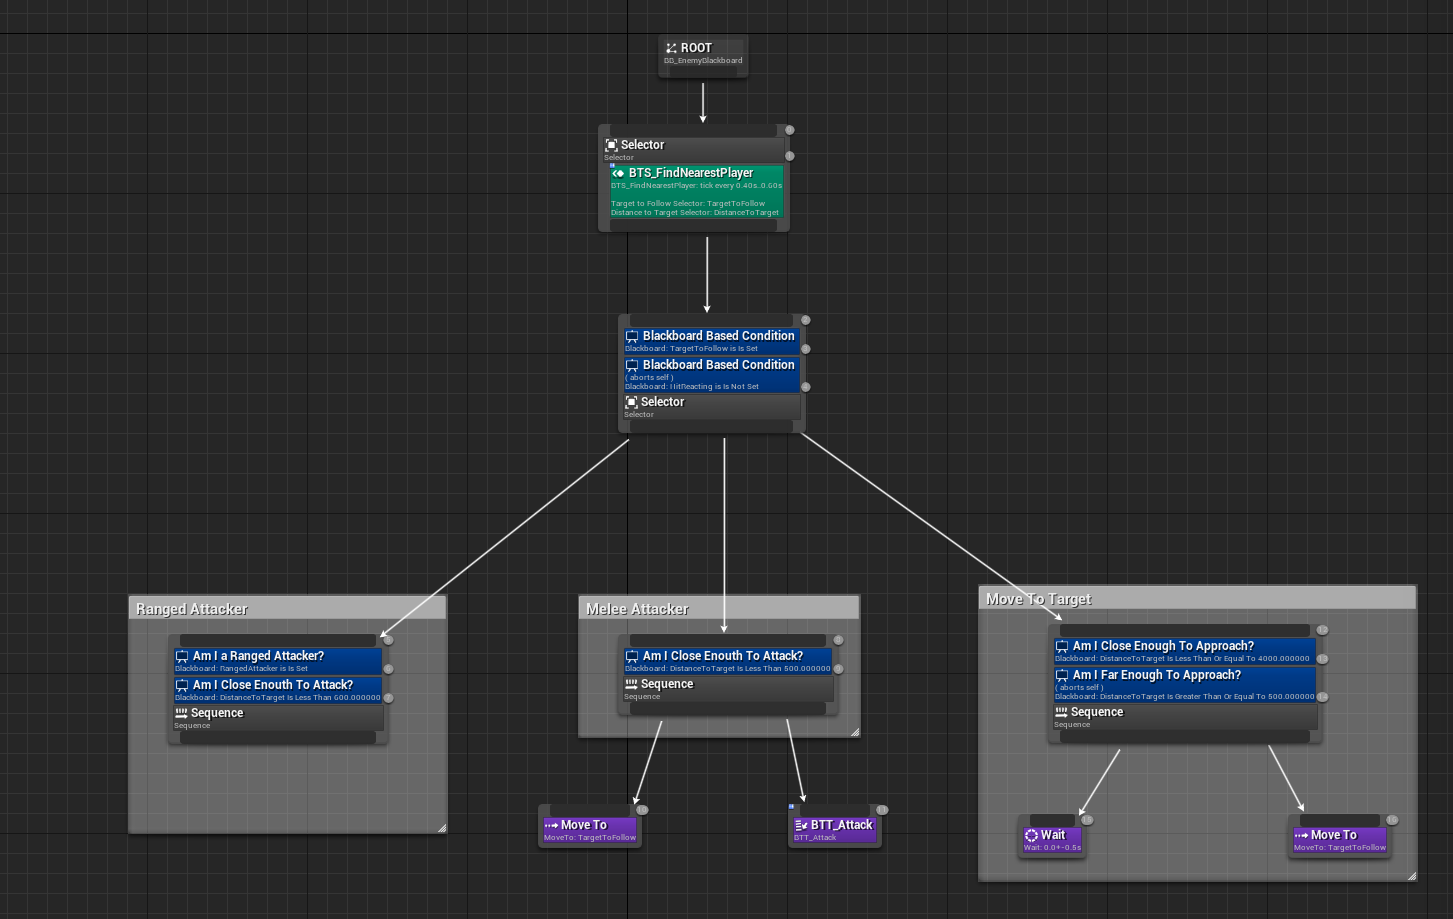 ROOT
BB_EnemyBlackboard
Selector
Selector
BTS_FindNearestPlayer
BTS_FindNearestPlayer: tick every 0.40s..0.60s
Target to Follow Selector: TargetToFollow
Distance to Target Selector: DistanceToTarget
Blackboard Based Condition
Blackboard: TargetToFollow is Is Set
Blackboard Based Condition
( aborts self )
Blackboard: HitReacting is Is Not Set
Selector
Selector
Ranged Attacker
Am I a Ranged Attacker?
Blackboard: RangedAttacker is Is Set
Am I Close Enouth To Attack?
Blackboard: DistanceToTarget Is Less Than 600.000000
Sequence
Sequence
Melee Attacker
Am I Close Enouth To Attack?
Blackboard: DistanceToTarget Is Less Than 500.000000
Sequence
Sequence
Move To
MoveTo: TargetToFollow
BTT_Attack
BTT_Attack
Move To Target
Am I Close Enough To Approach?
Blackboard: DistanceToTarget Is Less Than Or Equal To 4000.000000
Am I Far Enough To Approach?
( aborts self )
Blackboard: DistanceToTarget Is Greater Than Or Equal To 500.000000
Sequence
Sequence
Wait
Wait: 0.0+-0.5s
Move To
MoveTo: TargetToFollow